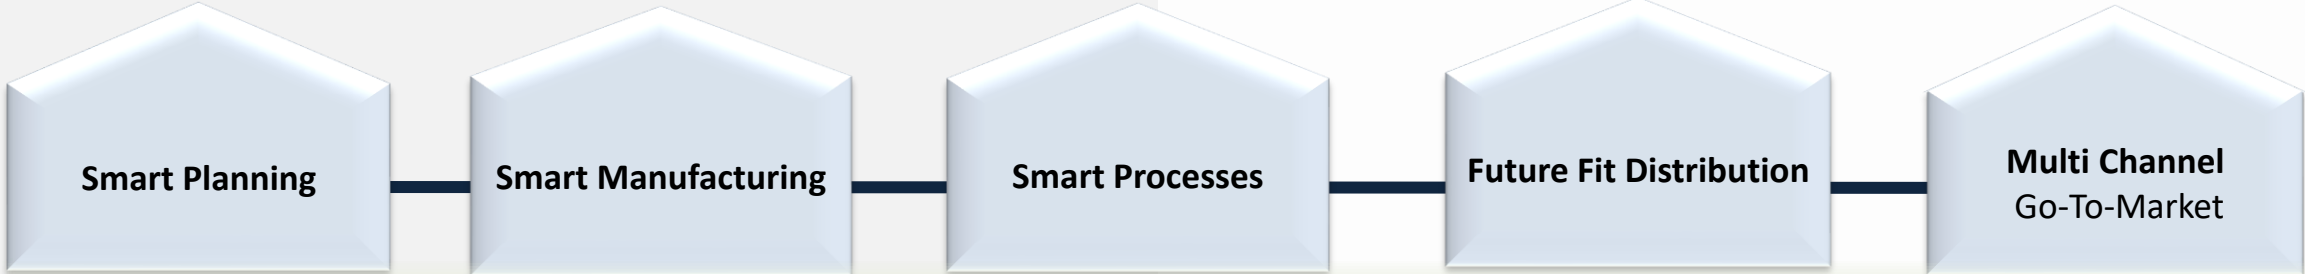 Smart Planning
Smart Manufacturing
Smart Processes
Future Fit Distribution
Multi Channel
Go-To-Market